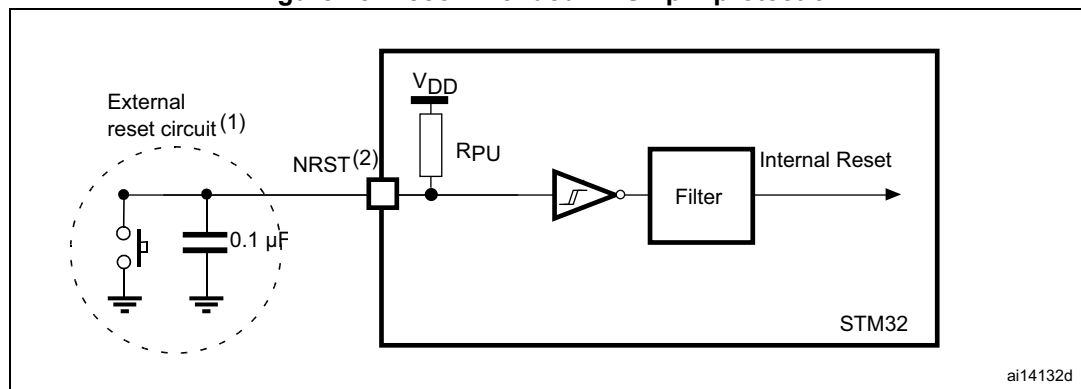 External
reset circuit(1)
NRST(2)
VDD
RPU
0.1 µF
Filter
Internal Reset
STM32
ai14132d